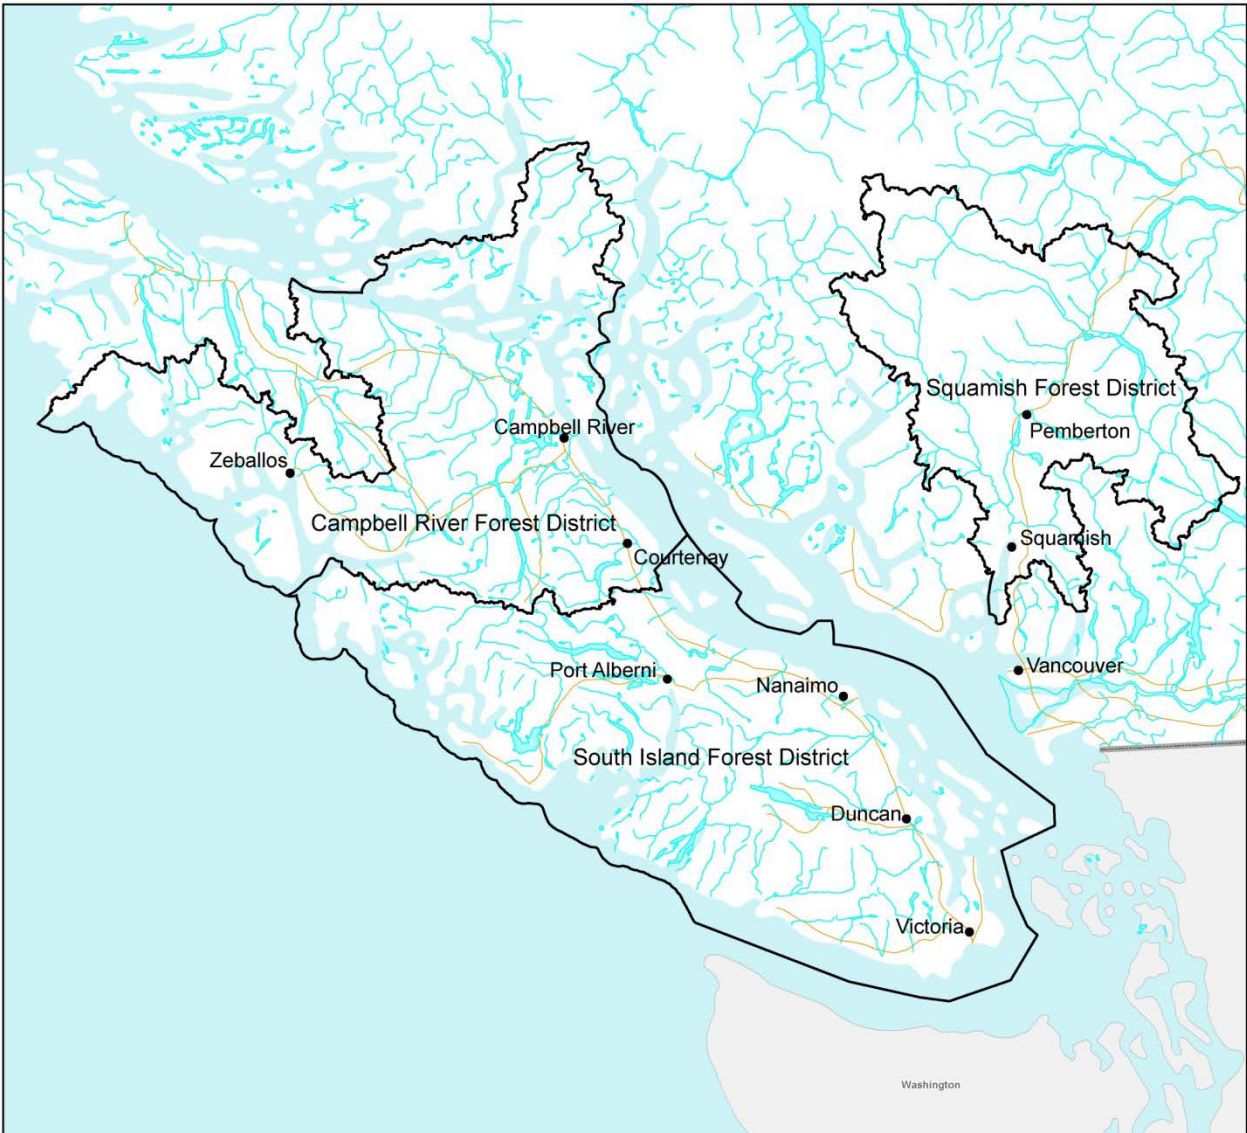 Squamish Forest District
Pemberton
Campbell River
Zeballos
Campbell River Forest District
Courtenay
Squamish
Port Alberni
Nanaimo
Vancouver
South Island Forest District
Duncan
Victoria
Washington